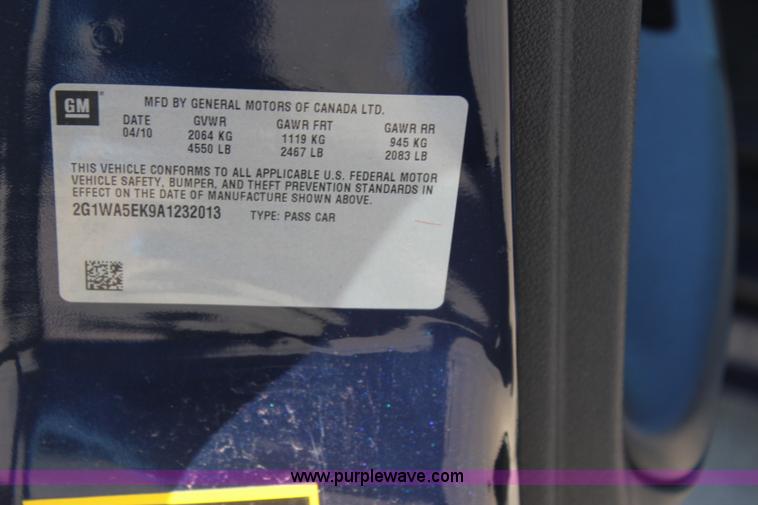 GM
MFD BY GENERAL MOTORS OF CANADA LTD.
DATE GVWR GAWR FRT GAWR RR
04/10 2064 KG 1119 KG 945 KG
4550 LB 2467 LB 2083 LB
THIS VEHICLE CONFORMS TO ALL APPLICABLE U.S. FEDERAL MOTOR
VEHICLE SAFETY, BUMPER, AND THEFT PREVENTION STANDARDS IN
EFFECT ON THE DATE OF MANUFACTURE SHOWN ABOVE.
2G1WA5EK9A1232013 TYPE: PASS CAR
www.purplewave.com